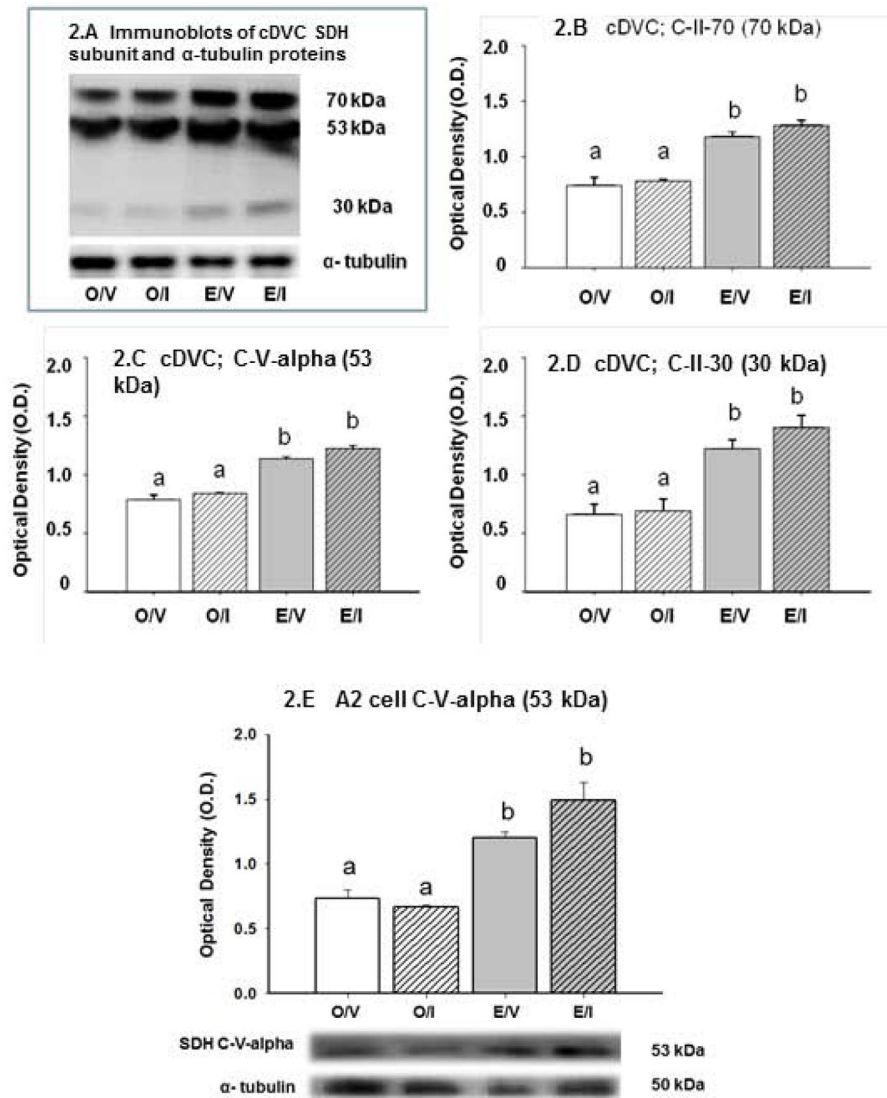 2.A Immunoblots of cDVC SDH
subunit and α-tubulin proteins
70 kDa
53 kDa
30 kDa
α- tubulin
O/V O/I E/V E/I
2.B cDVC; C-II-70 (70 kDa)
Optical Density (O.D.)
2.0
1.5
1.0
0.5
0
a a b b
O/V O/I E/V E/I
2.C cDVC; C-V-alpha (53
kDa)
Optical Density (O.D.)
2.0
1.5
1.0
0.5
0
a a b b
O/V O/I E/V E/I
2.D cDVC; C-II-30 (30 kDa)
Optical Density (O.D.)
2.0
1.5
1.0
0.5
0
a a b b
O/V O/I E/V E/I
2.E A2 cell C-V-alpha (53 kDa)
Optical Density (O.D.)
2.0
1.5
1.0
0.5
0.0
a a b b
O/V O/I E/V E/I
SDH C-V-alpha 53 kDa
α- tubulin 50 kDa